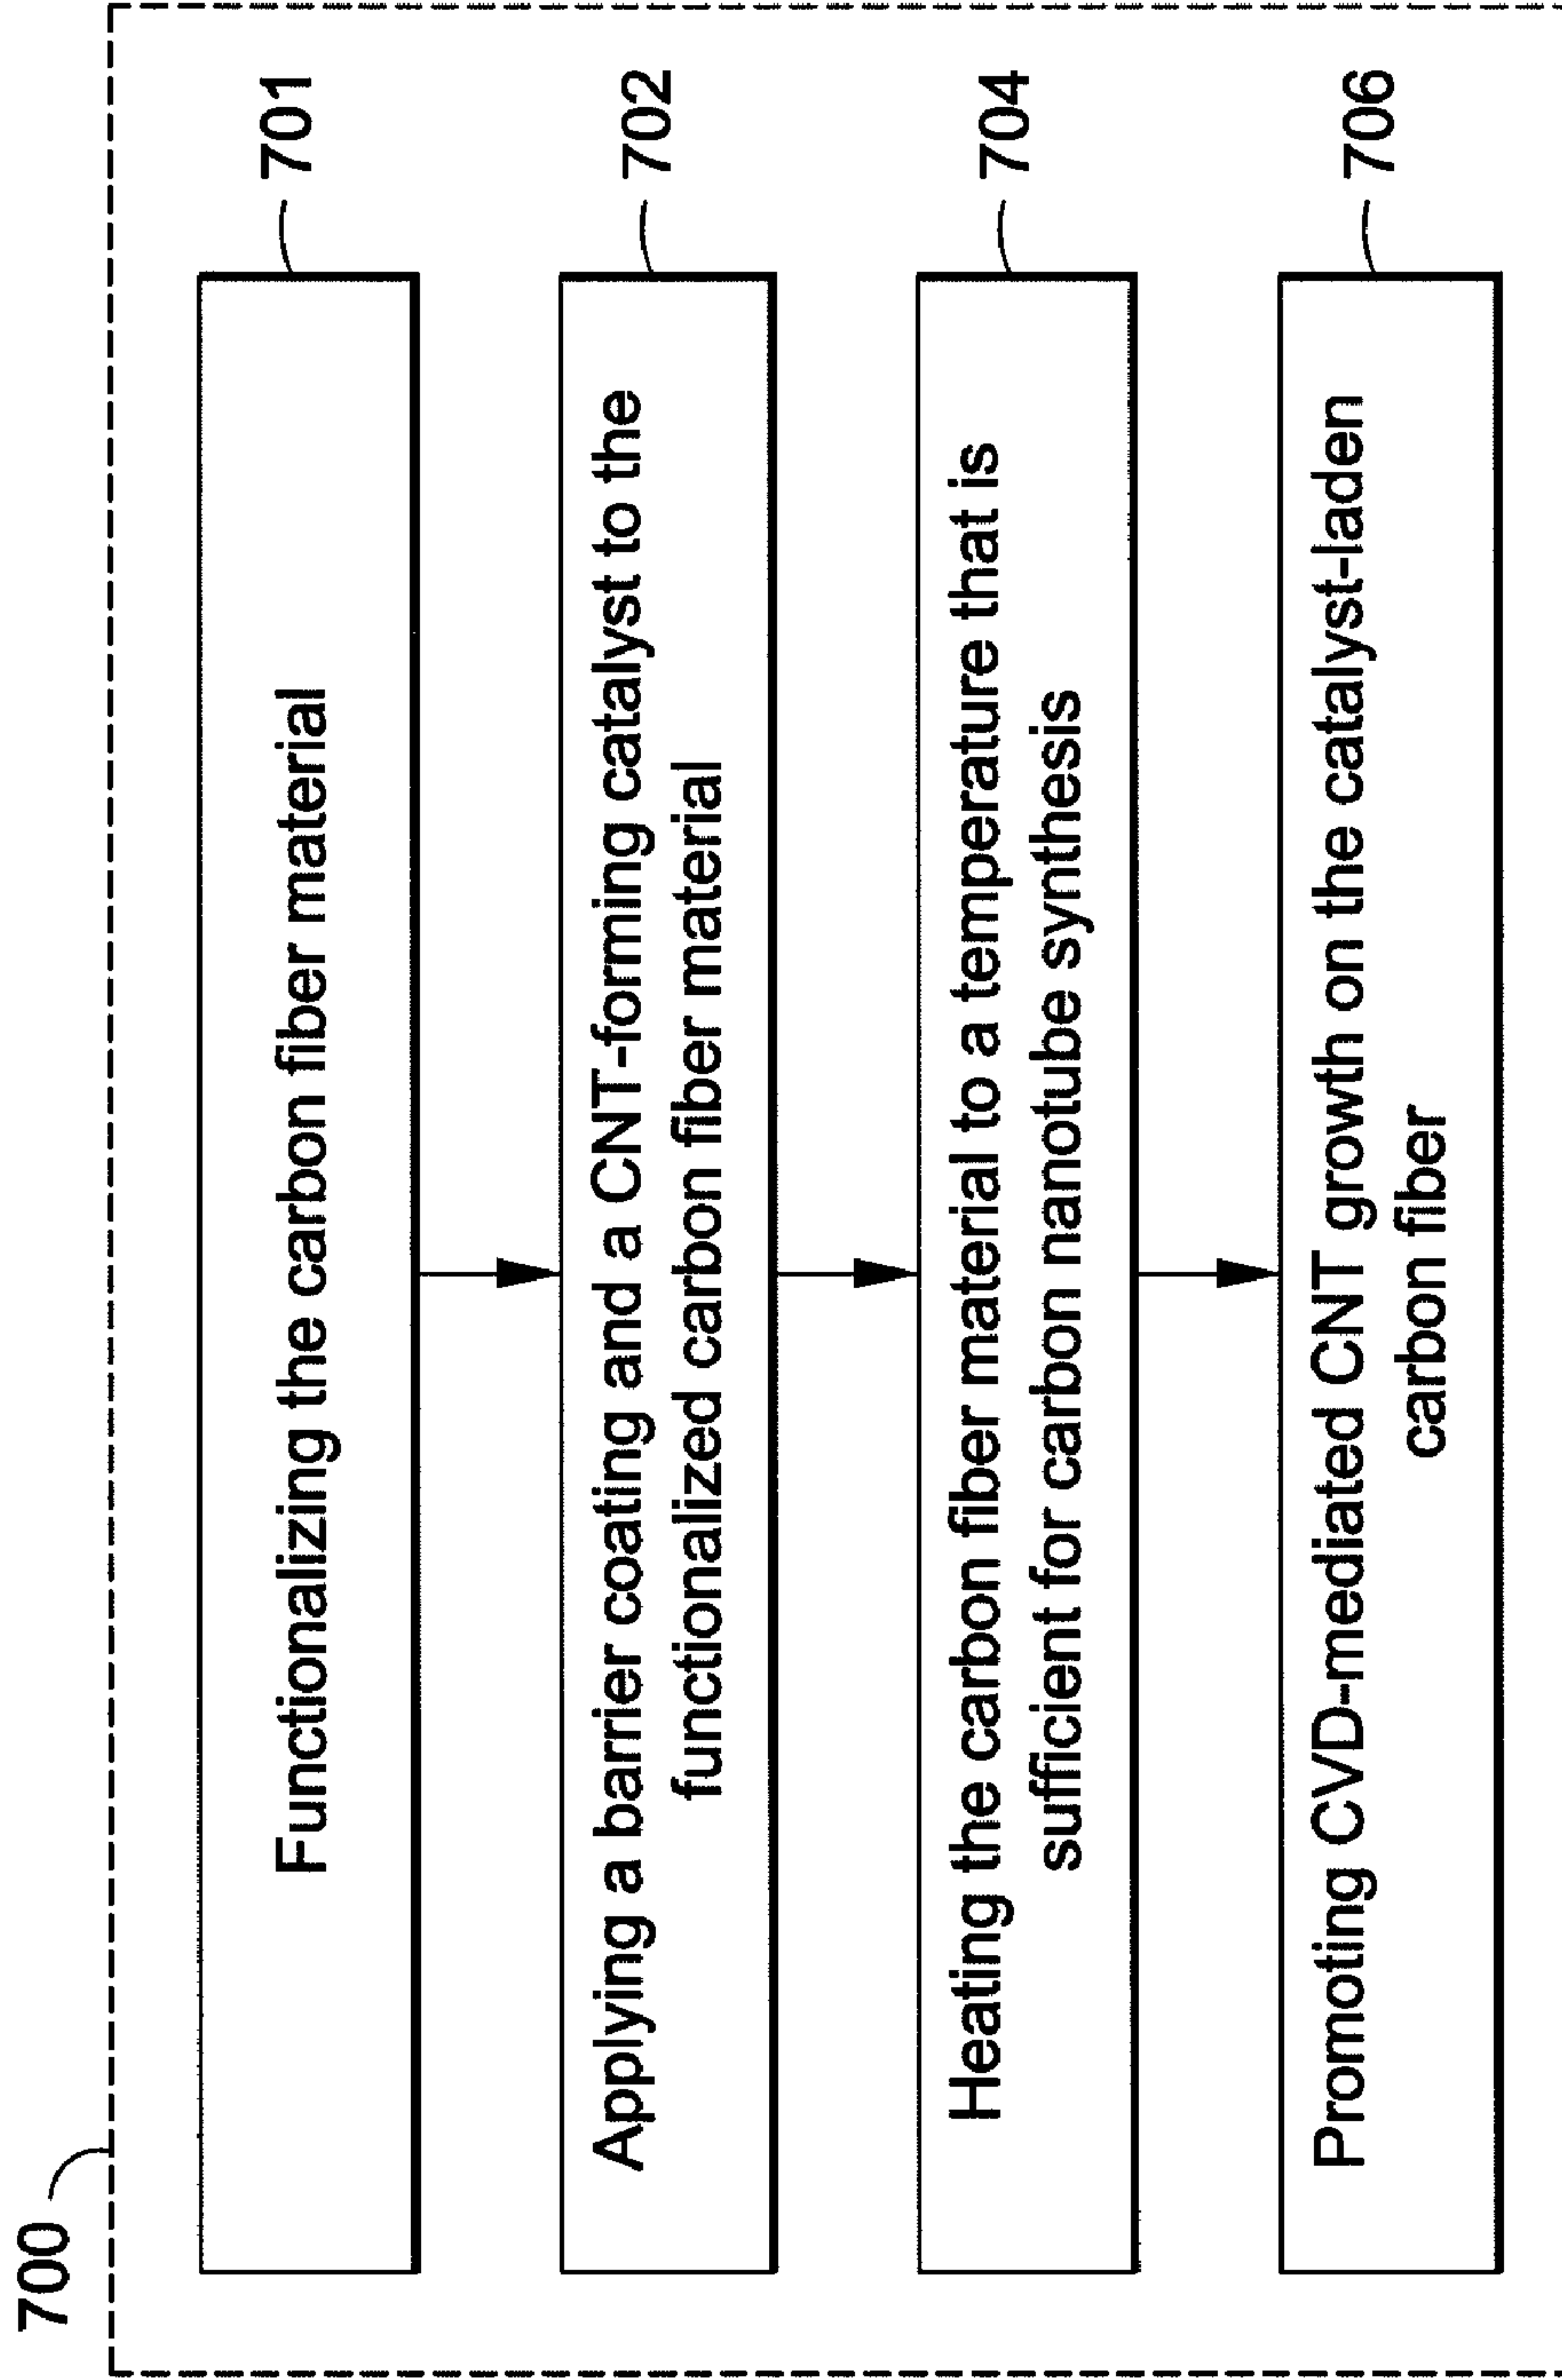 700
Functionalizing the carbon fiber material
701
Applying a barrier coating and a CNT-forming catalyst to the
functionalized carbon fiber material
702
Heating the carbon fiber material to a temperature that is
sufficient for carbon nanotube synthesis
704
Promoting CVD-mediated CNT growth on the catalyst-laden
carbon fiber
706